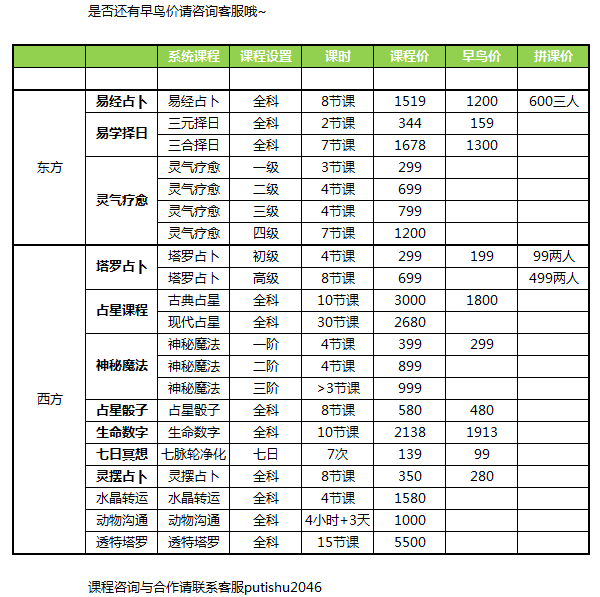 是否还有早鸟价请咨询客服哦~
系统课程 课程设置 课时 课程价 早鸟价 拼课价
东方 易经占卜 易经占卜 全科 8节课 1519 1200 600三人
易学择日 三元择日 全科 2节课 344 159
三合择日 全科 7节课 1678 1300
灵气疗愈 灵气疗愈 一级 3节课 299
灵气疗愈 二级 4节课 699
灵气疗愈 三级 4节课 799
灵气疗愈 四级 7节课 1200
西方 塔罗占卜 塔罗占卜 初级 4节课 299 199 99两人
塔罗占卜 高级 8节课 699 499两人
占星课程 古典占星 全科 10节课 3000 1800
现代占星 全科 30节课 2680
神秘魔法 神秘魔法 一阶 4节课 399 299
神秘魔法 二阶 4节课 899
神秘魔法 三阶 >3节课 999
占星骰子 占星骰子 全科 8节课 580 480
生命数字 生命数字 全科 10节课 2138 1913
七日冥想 七脉轮净化 七日 7次 139 99
灵摆占卜 灵摆占卜 全科 8节课 350 280
水晶转运 水晶转运 全科 4节课 1580
动物沟通 动物沟通 全科 4小时+3天 1000
透特塔罗 透特塔罗 全科 15节课 5500
课程咨询与合作请联系客服putishu2046